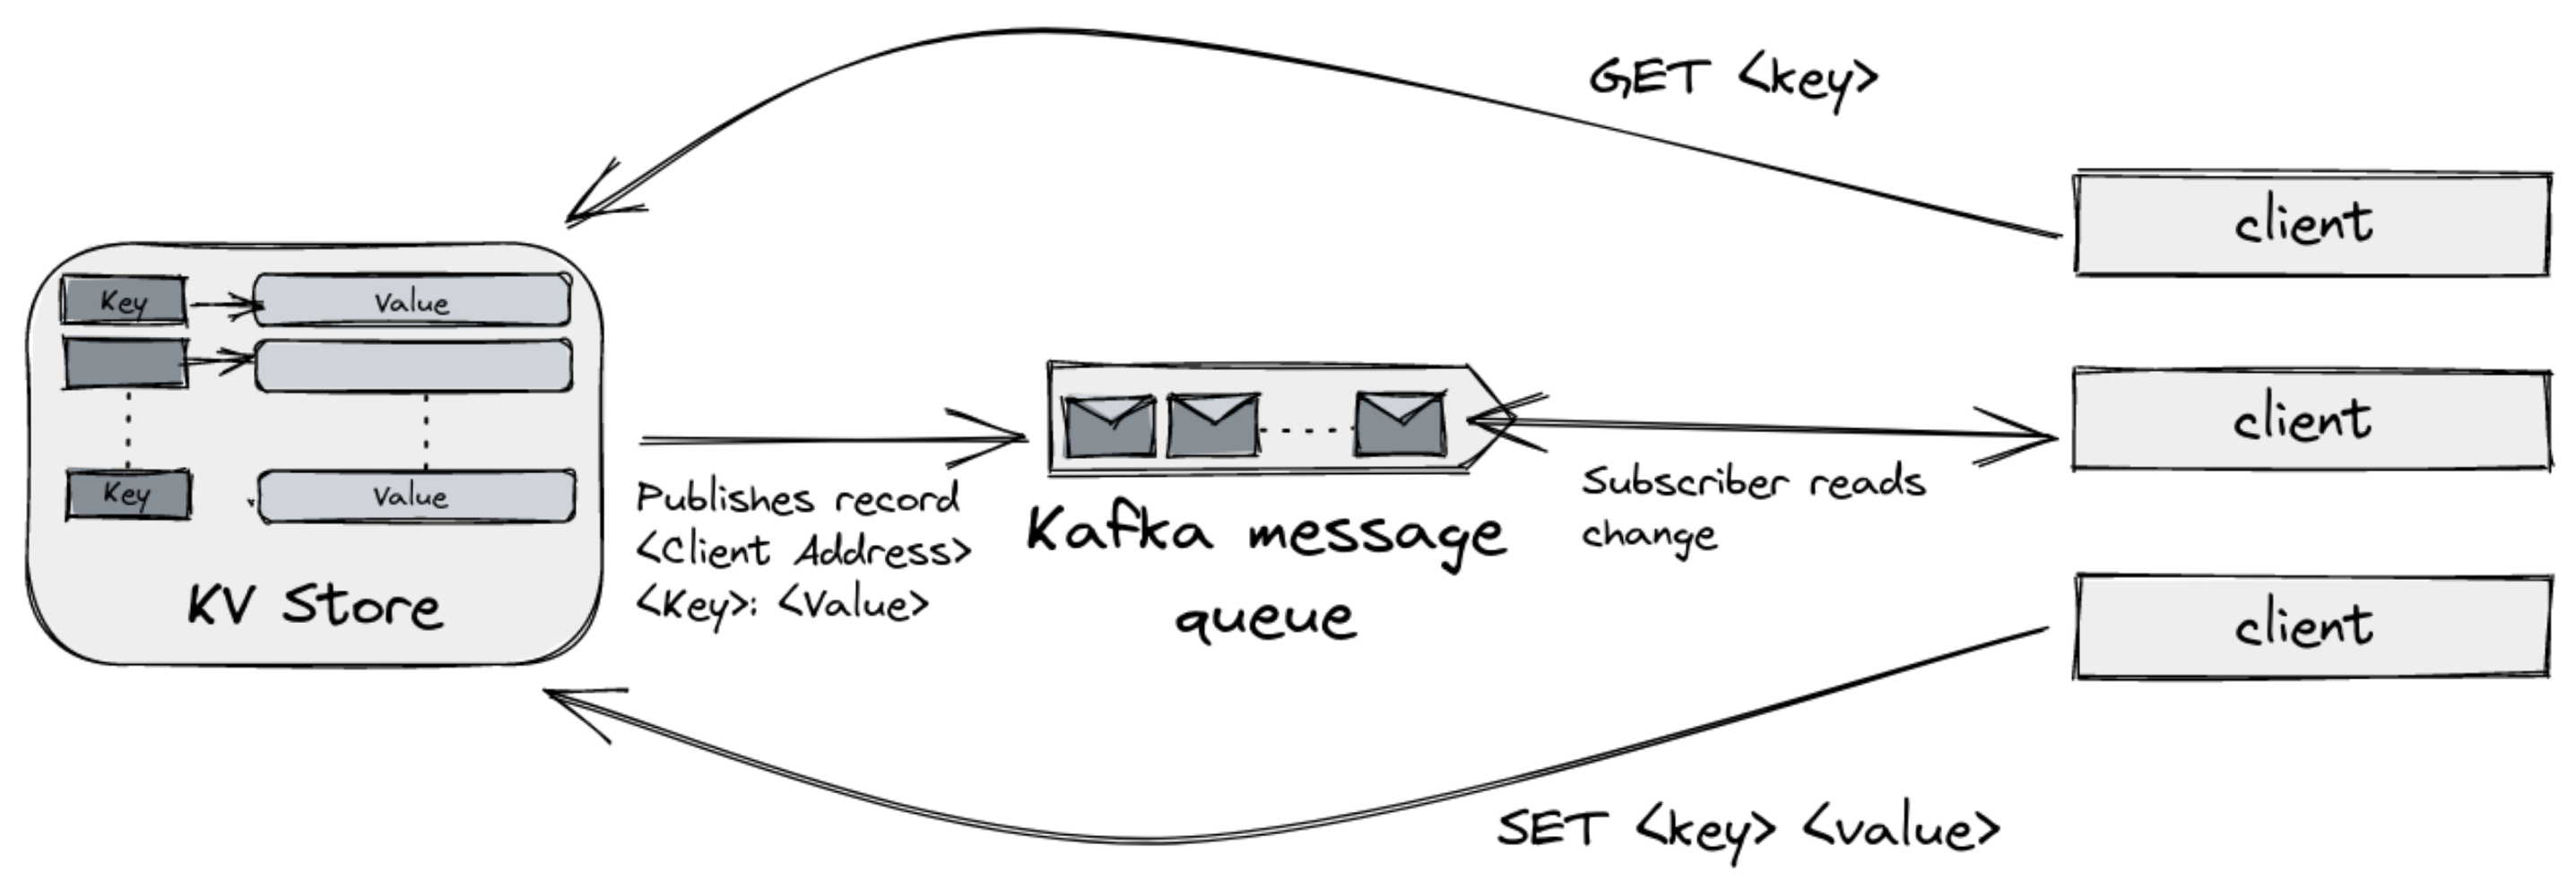 GET <key>
client
Key
Value
client
Key
Value
Publishes record
<Client Address>
<Key>: <Value>
KV Store
Kafka message
queue
Subscriber reads
change
client
SET <key> <value>